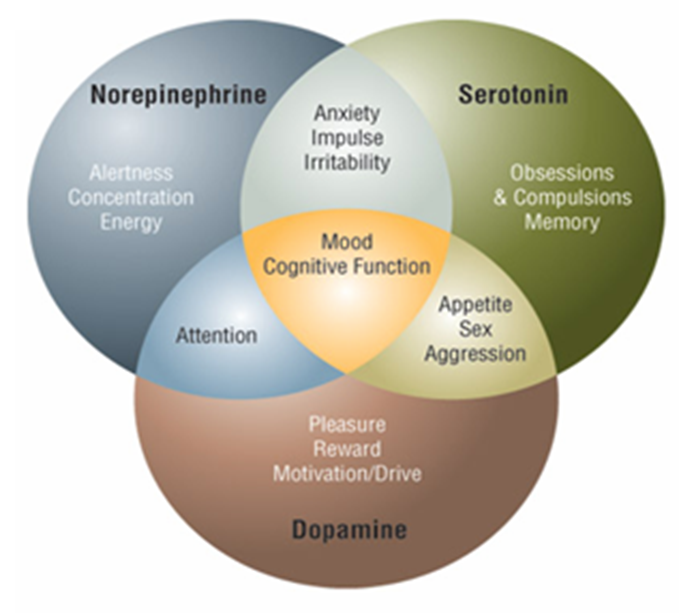 Norepinephrine
Serotonin
Anxiety
Impulse
Irritability
Alertness
Concentration
Energy
Obsessions
& Compulsions
Memory
Mood
Cognitive Function
Attention
Appetite
Sex
Aggression
Pleasure
Reward
Motivation/Drive
Dopamine